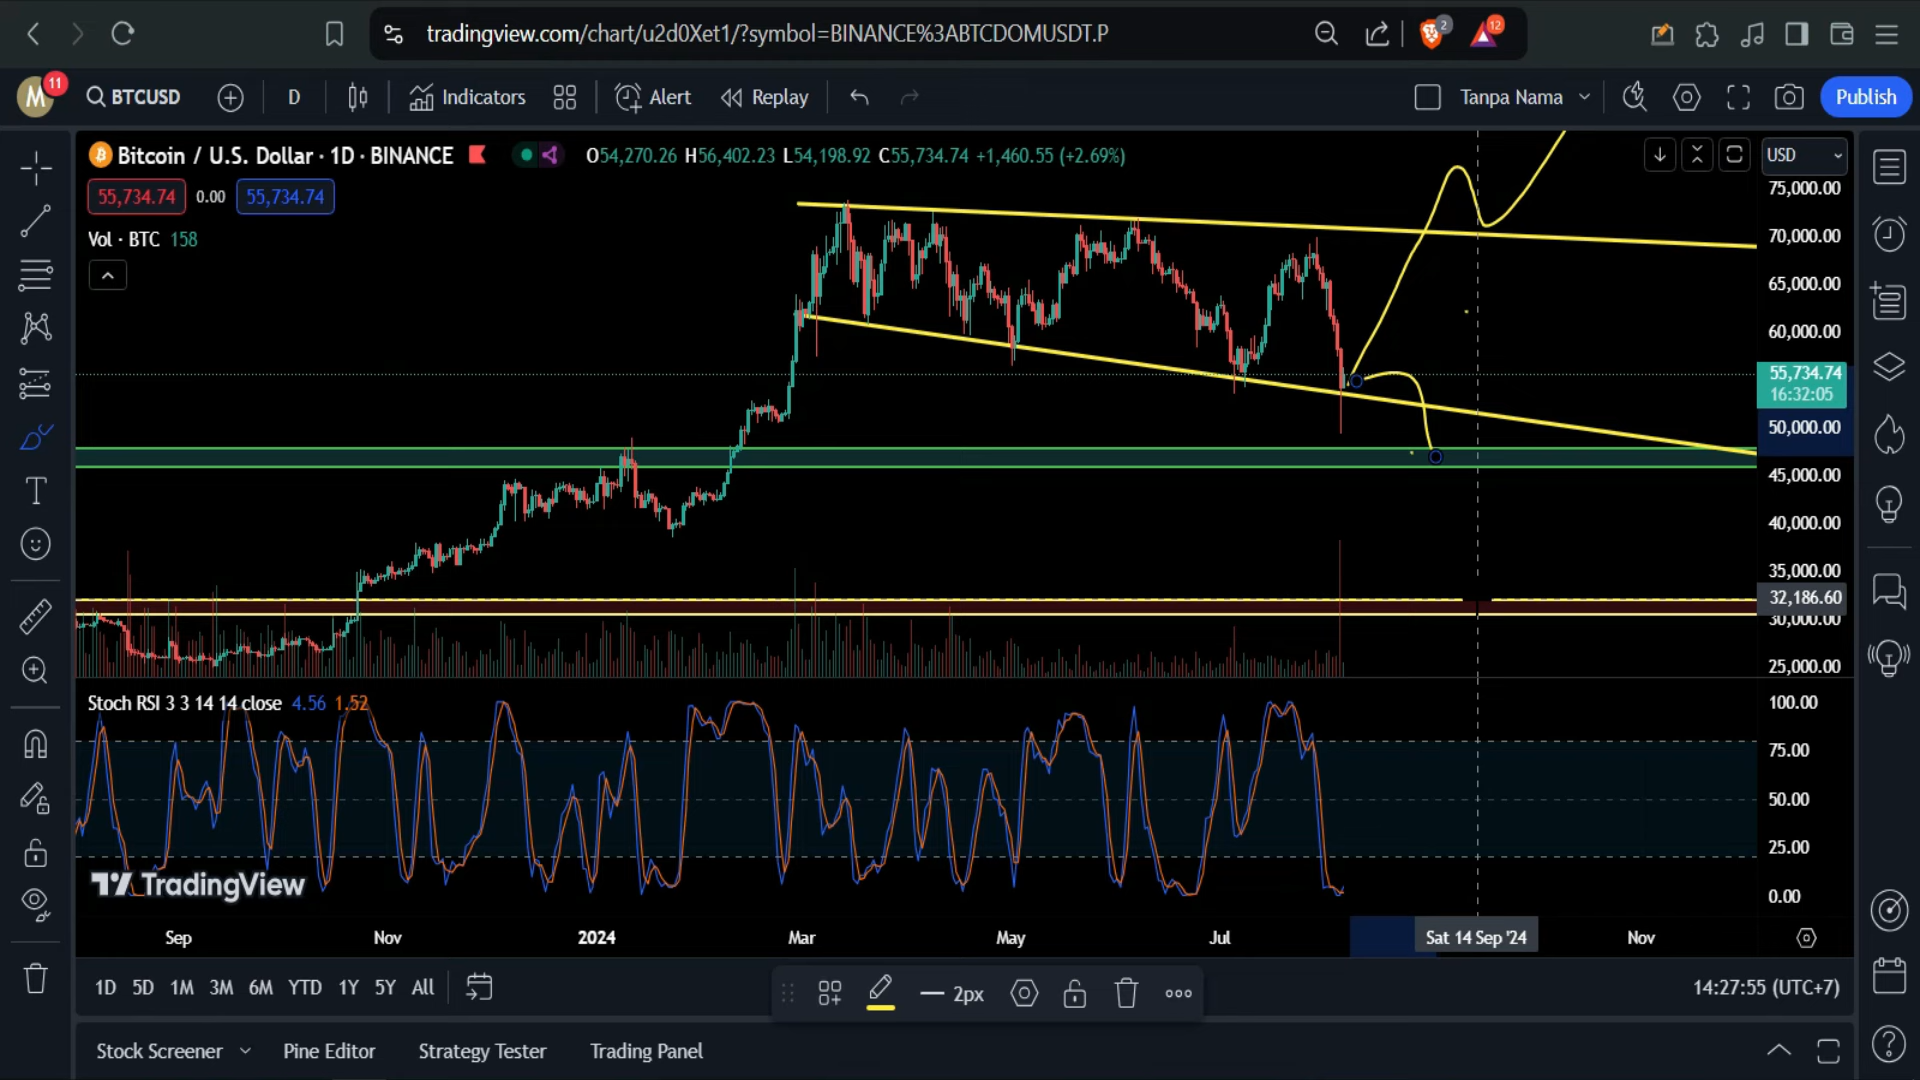 tradingview.com/chart/u2d0Xet1/?symbol=BINANCE%3ABTCDOMUSDT.P
2
12
M
11
BTCUSD
D
Indicators
Alert
Replay
Tanpa Nama
Publish
Bitcoin / U.S. Dollar · 1D · BINANCE
O54,270.26 H56,402.23 L54,198.92 C55,734.74 +1,460.55 (+2.69%)
USD
55,734.74
0.00
55,734.74
Vol · BTC 158
75,000.00
70,000.00
65,000.00
60,000.00
55,734.74
16:32:05
50,000.00
45,000.00
40,000.00
35,000.00
32,186.60
30,000.00
25,000.00
Stoch RSI 3 3 14 14 close 4.56 1.52
100.00
75.00
50.00
25.00
0.00
TradingView
Sep
Nov
2024
Mar
May
Jul
Sat 14 Sep '24
Nov
1D
5D
1M
3M
6M
YTD
1Y
5Y
All
2px
14:27:55 (UTC+7)
Stock Screener
Pine Editor
Strategy Tester
Trading Panel